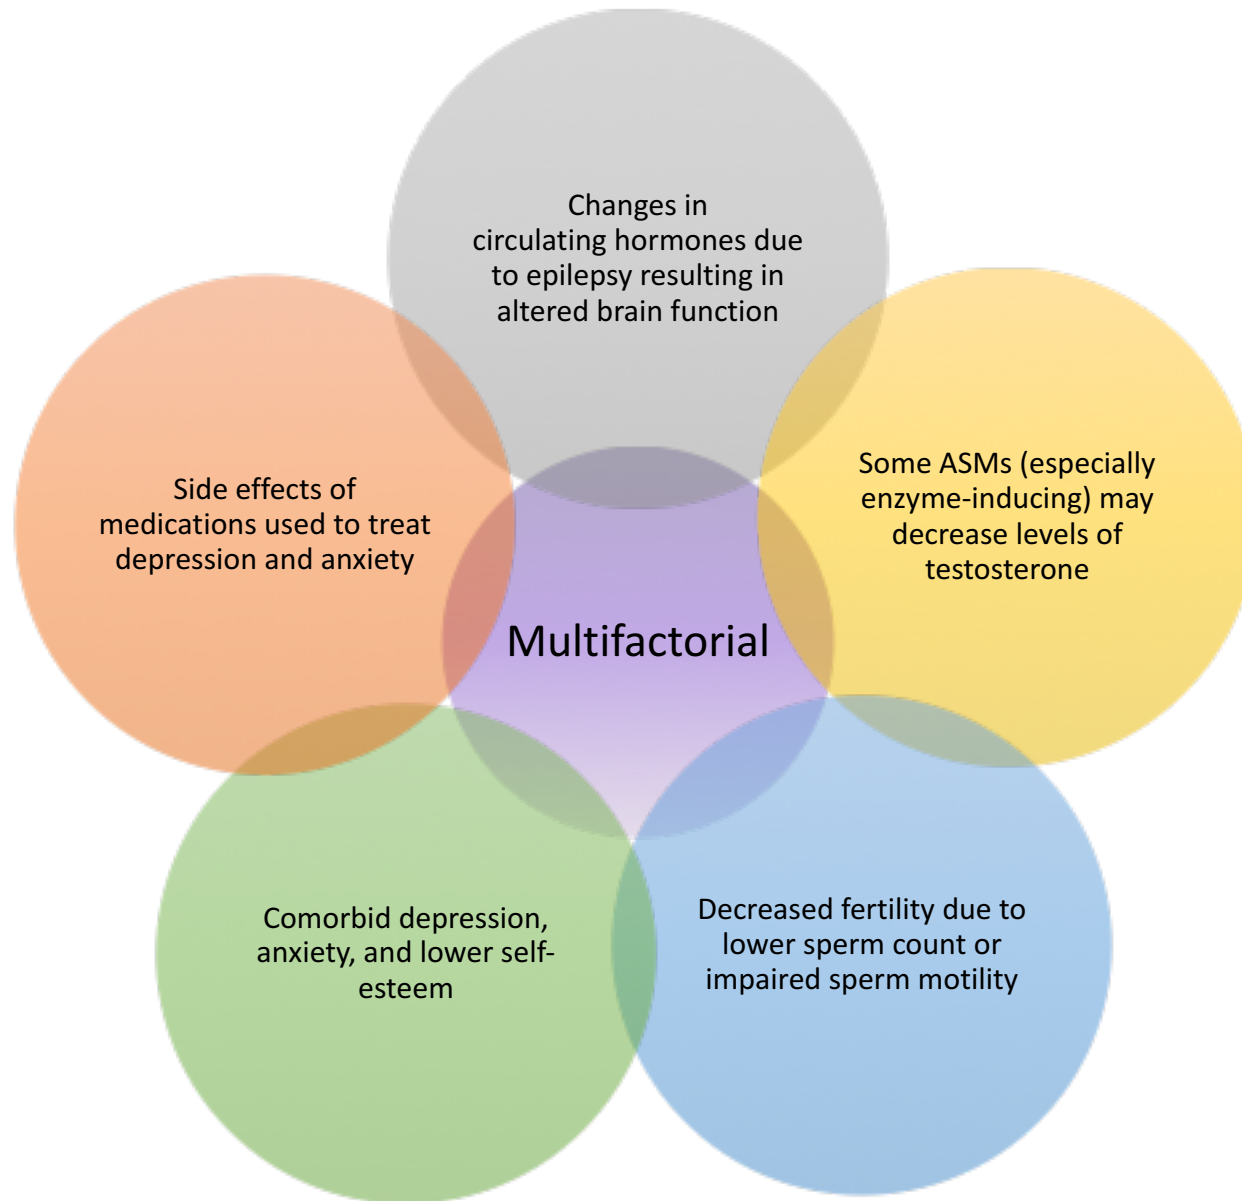 Changes in
circulating hormones due
to epilepsy resulting in
altered brain function
Some ASMs (especially
enzyme-inducing) may
decrease levels of
testosterone
Decreased fertility due to
lower sperm count or
impaired sperm motility
Comorbid depression,
anxiety, and lower self-
esteem
Side effects of
medications used to treat
depression and anxiety
Multifactorial